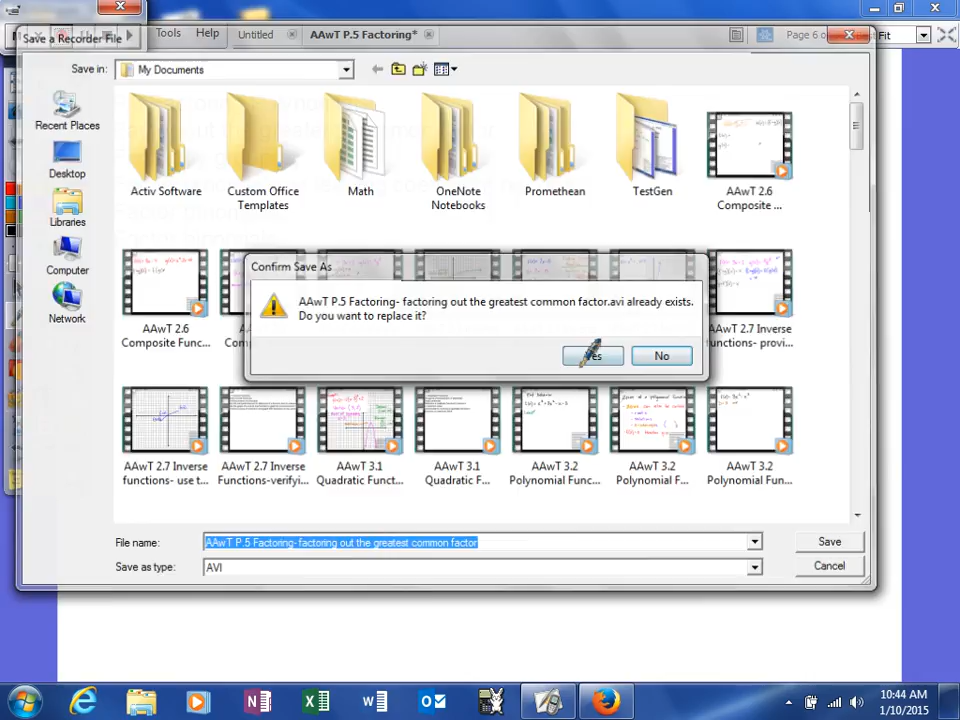 Save a Recorder File
Tools
Help
Untitled
AAwT P.5 Factoring*
Page 6 o
Fit
Save in:
My Documents
Recent Places
Desktop
Libraries
Computer
Network
Activ Software
Custom Office
Templates
Math
OneNote
Notebooks
Promethean
TestGen
AAwT 2.6
Composite ...
AAwT 2.6
Composite Func...
AAwT 2.7 Inverse
functions- provi...
Confirm Save As
AAwT P.5 Factoring- factoring out the greatest common factor.avi already exists.
Do you want to replace it?
Yes
No
AAwT 2.7 Inverse
functions- use t...
AAwT 2.7 Inverse
Functions-verifyi...
AAwT 3.1
Quadratic Funct...
AAwT 3.1
Quadratic F...
AAwT 3.2
Polynomial Func...
AAwT 3.2
Polynomial F...
AAwT 3.2
Polynomial Fun...
File name:
AAwT P.5 Factoring- factoring out the greatest common factor
Save
Save as type:
AVI
Cancel
10:44 AM
1/10/2015